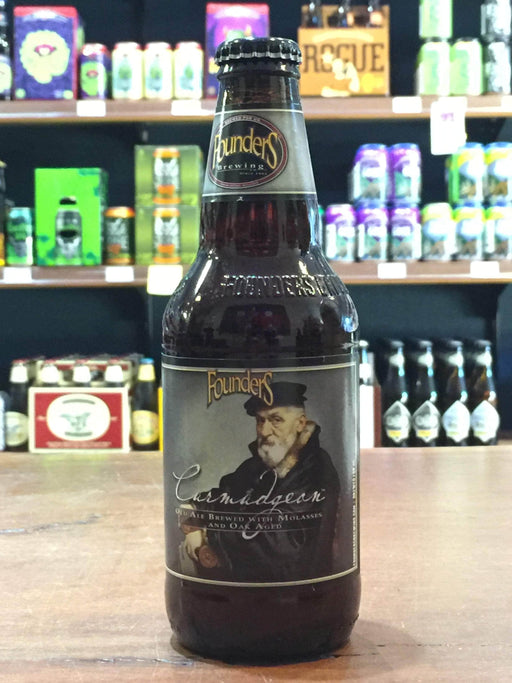 ROGUE
Founders
Brewing
FOUNDERS
Founders
Curmudgeon
Old Ale Brewed with Molasses
and Oak Aged